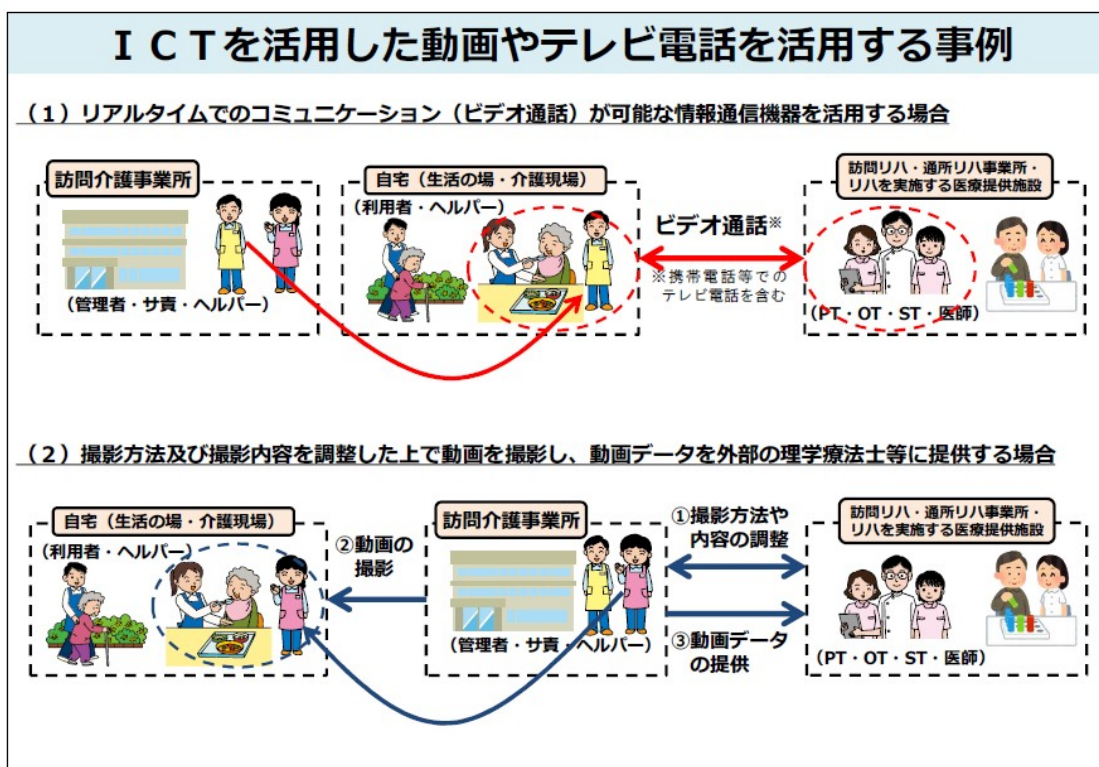 ＩＣＴを活用した動画やテレビ電話を活用する事例
（１）リアルタイムでのコミュニケーション（ビデオ通話）が可能な情報通信機器を活用する場合
訪問介護事業所
（管理者・サ責・ヘルパー）
自宅（生活の場・介護現場）
（利用者・ヘルパー）
ビデオ通話※
※携帯電話等での
テレビ電話を含む
訪問リハ・通所リハ事業所・
リハを実施する医療提供施設
（PT・OT・ST・医師）
（２）撮影方法及び撮影内容を調整した上で動画を撮影し、動画データを外部の理学療法士等に提供する場合
自宅（生活の場・介護現場）
（利用者・ヘルパー）
②動画の
撮影
訪問介護事業所
（管理者・サ責・ヘルパー）
①撮影方法や
内容の調整
③動画データ
の提供
訪問リハ・通所リハ事業所・
リハを実施する医療提供施設
（PT・OT・ST・医師）